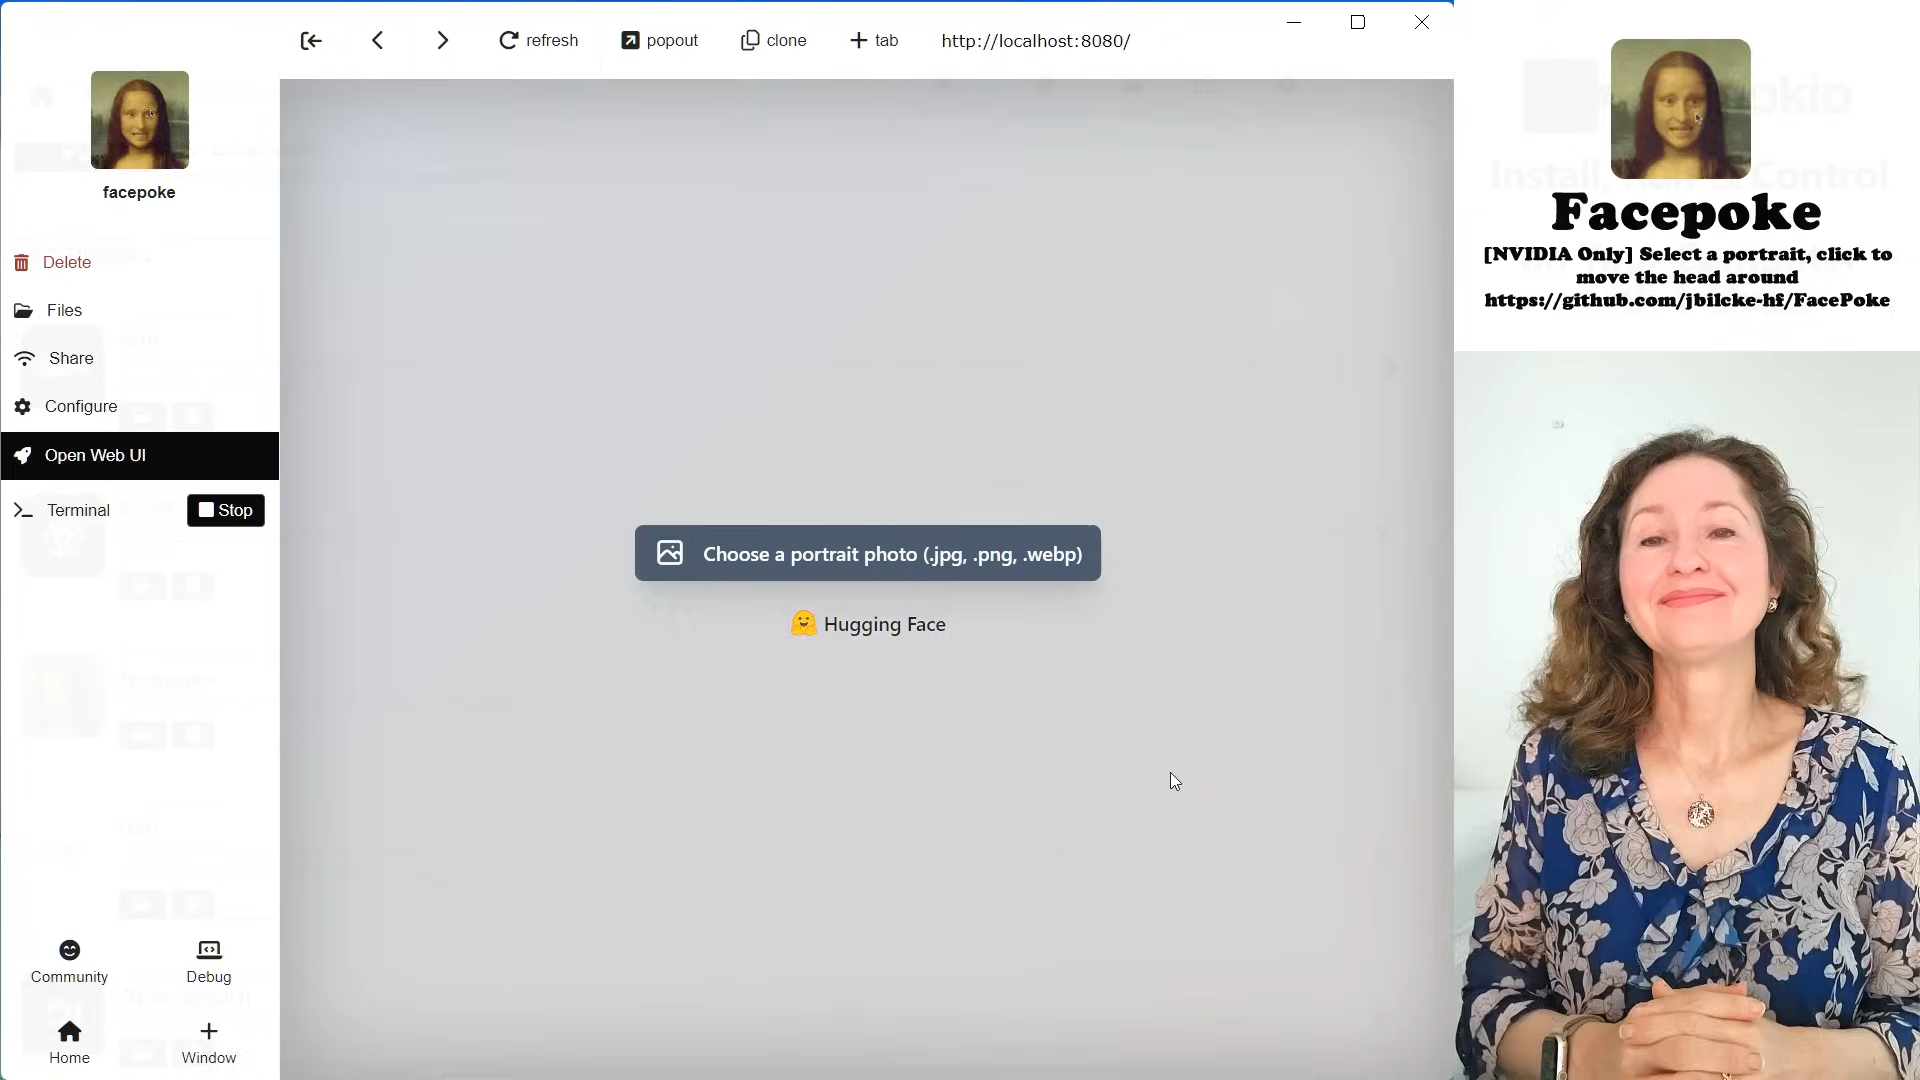 refresh
popout
clone
tab
http://localhost:8080/
facepoke
Delete
Files
Share
Configure
Open Web UI
Terminal
Stop
Choose a portrait photo (.jpg, .png, .webp)
Hugging Face
Community
Debug
Home
Window
Install, Control
Facepoke
[NVIDIA Only] Select a portrait, click to
move the head around
https://github.com/jbilcke-hf/FacePoke